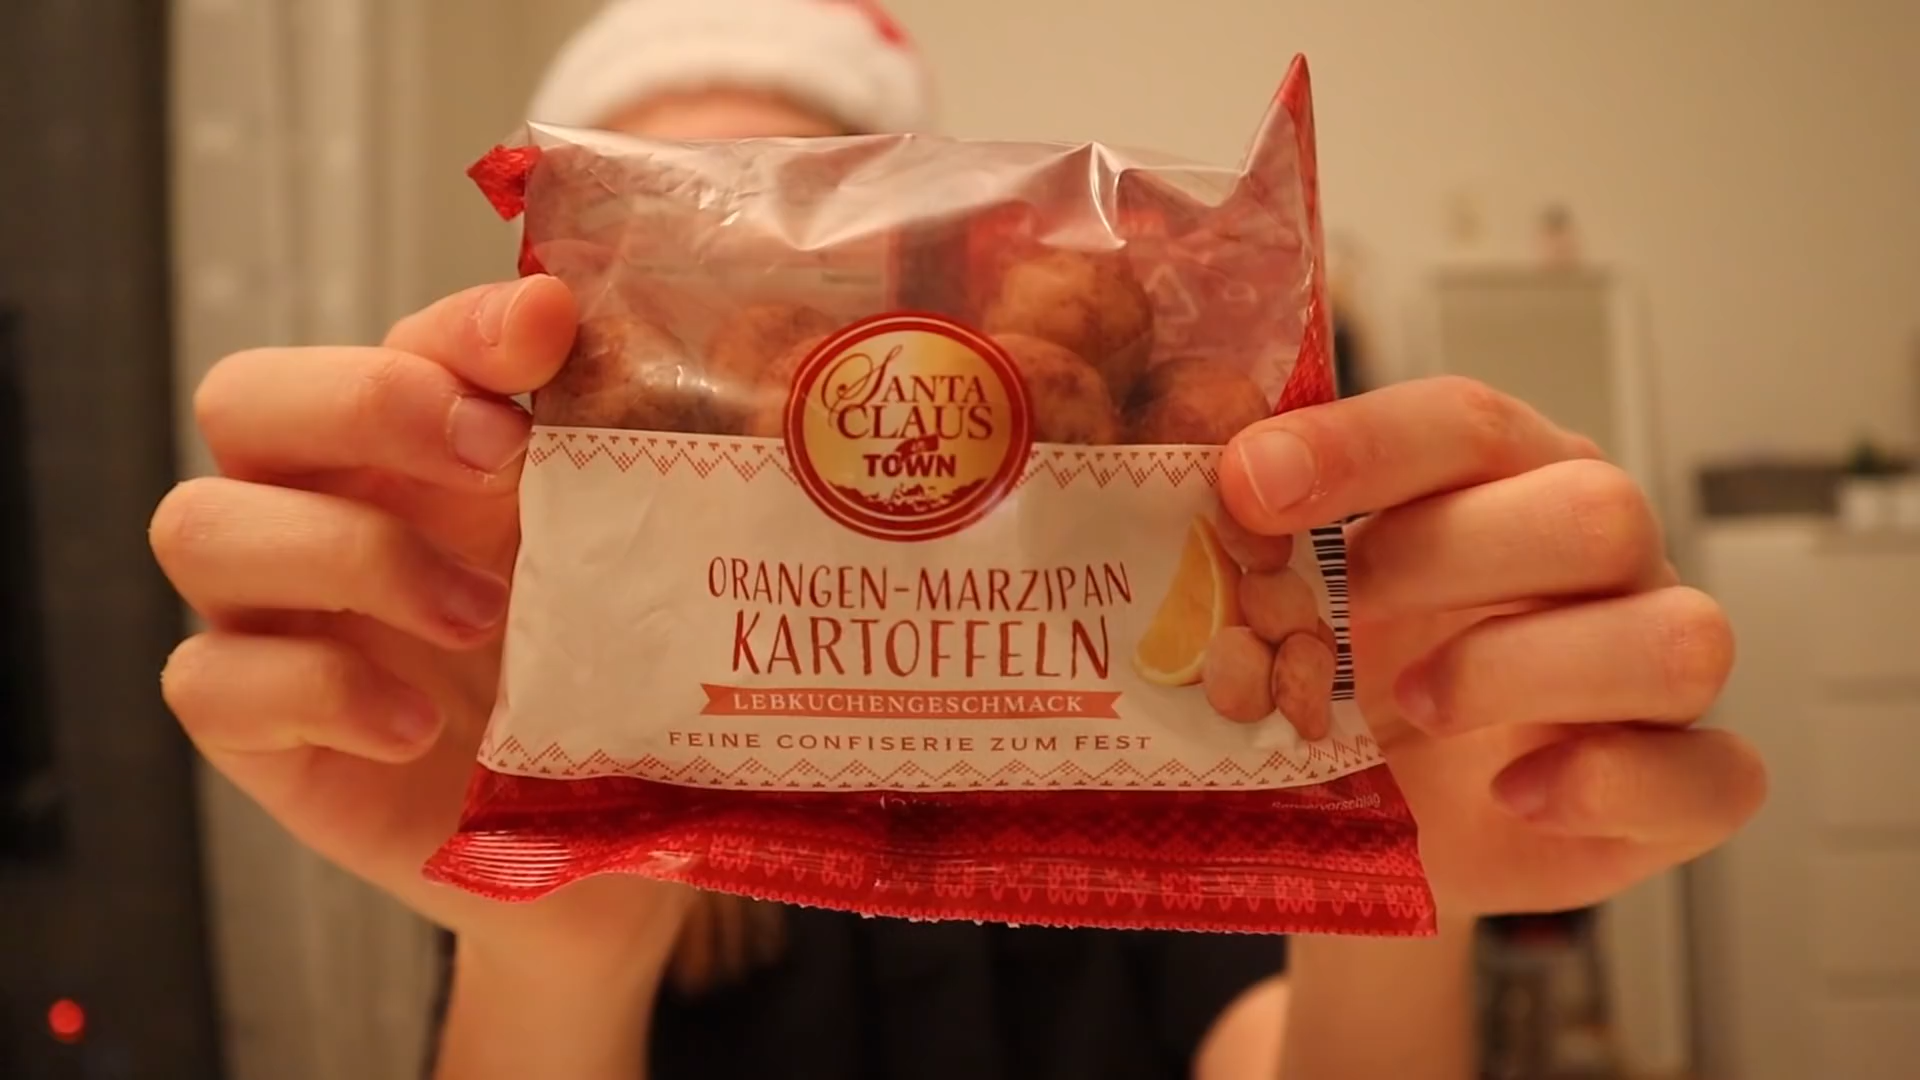 SANTA
CLAUS
TOWN
ORANGEN-MARZIPAN
KARTOFFELN
LEBKUCHENGESCHMACK
FEINE CONFISERIE ZUM FEST